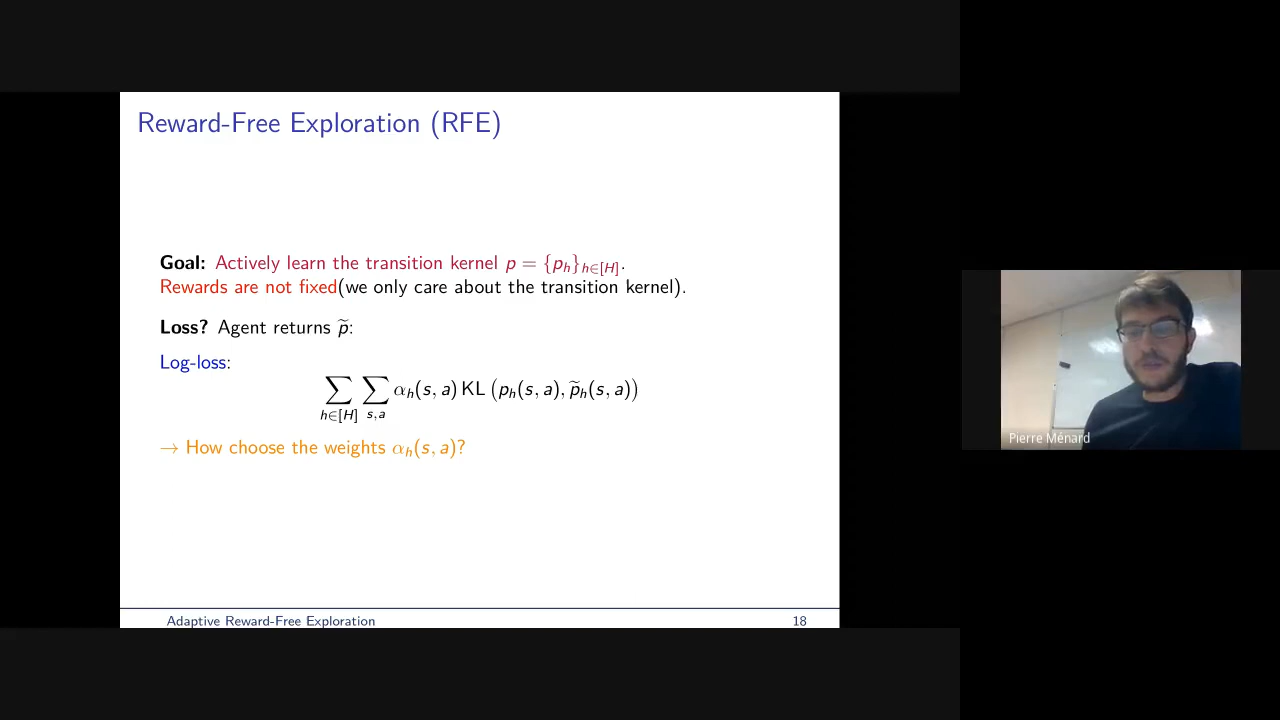 Reward-Free Exploration (RFE)
Goal: Actively learn the transition kernel p = {p_h}_{h∈[H]}.
Rewards are not fixed(we only care about the transition kernel).
Loss? Agent returns p̃:
Log-loss:
∑_{h∈[H]} ∑_{s,a} α_h(s, a) KL (p_h(s, a), p̃_h(s, a))
→ How choose the weights α_h(s, a)?
Adaptive Reward-Free Exploration 18
Pierre Ménard